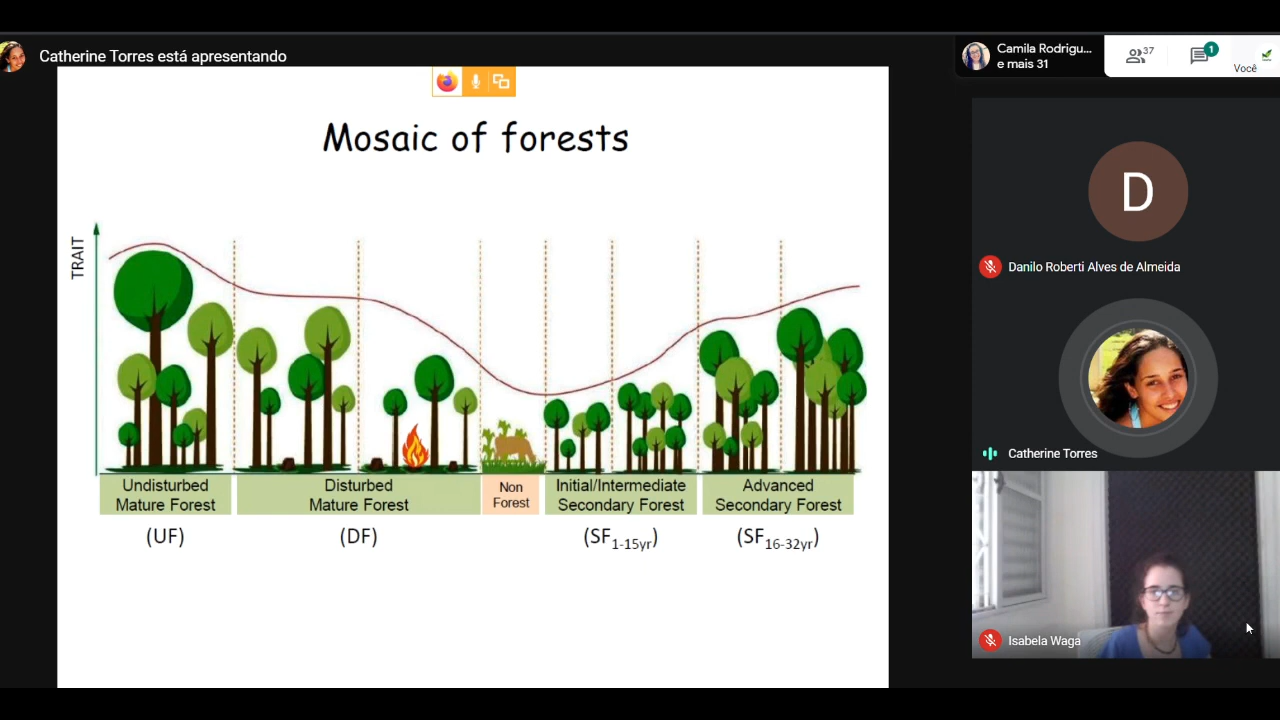 Catherine Torres está apresentando
Camila Rodrigu...
e mais 31
37
1
Você
Mosaic of forests
TRAIT
Undisturbed
Mature Forest
Disturbed
Mature Forest
Non
Forest
Initial/Intermediate
Secondary Forest
Advanced
Secondary Forest
(UF)
(DF)
(SF1-15yr)
(SF16-32yr)
D
Danilo Roberti Alves de Almeida
Catherine Torres
Isabela Waga